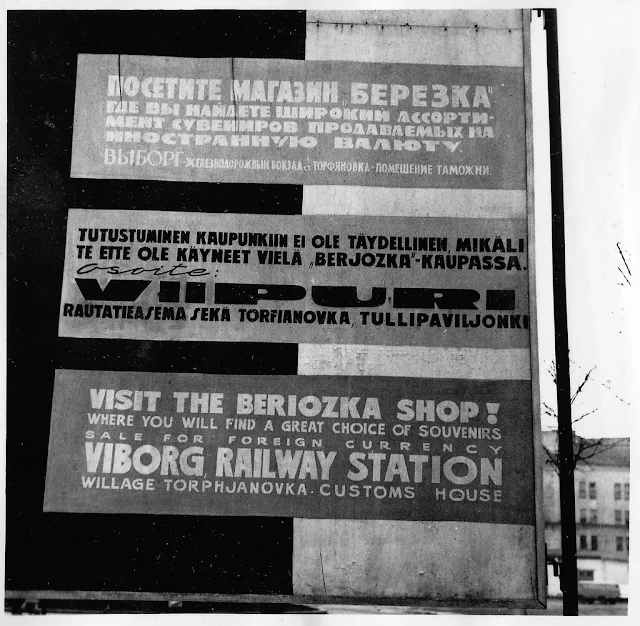 ПОСЕТИТЕ МАГАЗИН „БЕРЕЗКА"
ГДЕ ВЫ НАЙДЕТЕ ШИРОКИЙ АССОРТИ-
МЕНТ СУВЕНИРОВ ПРОДАВАЕМЫХ НА
ИНОСТРАННУЮ ВАЛЮТУ.
ВЫБОРГ-ЖЕЛЕЗНОДОРОЖНЫЙ ВОКЗАЛ ст ТОРФЯНОВКА-ПОМЕЩЕНИЕ ТАМОЖНИ.
TUTUSTUMINEN KAUPUNKIIN EI OLE TÄYDELLINEN, MIKÄLI
TE ETTE OLE KÄYNEET VIELÄ „BERJOZKA"-KAUPASSA.
osoite:
VIIPURI
RAUTATIEASEMA SEKÄ TORFIANOVKA, TULLIPAVILJONKI
VISIT THE BERIOZKA SHOP!
WHERE YOU WILL FIND A GREAT CHOICE OF SOUVENIRS
SALE FOR FOREIGN CURRENCY
VIBORG, RAILWAY STATION
WILLAGE TORPHJANOVKA-CUSTOMS HOUSE